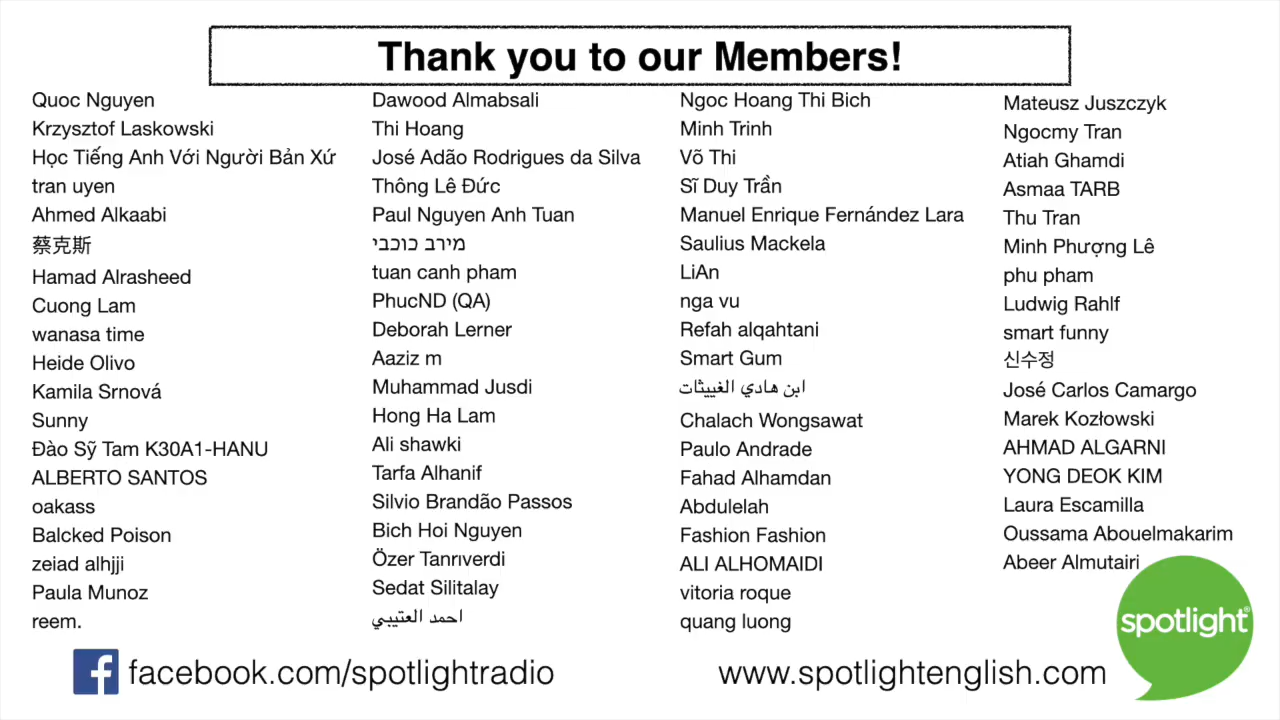 Thank you to our Members!
Quoc Nguyen
Krzysztof Laskowski
Học Tiếng Anh Với Người Bản Xứ
tran uyen
Ahmed Alkaabi
蔡克斯
Hamad Alrasheed
Cuong Lam
wanasa time
Heide Olivo
Kamila Srnová
Sunny
Đào Sỹ Tam K30A1-HANU
ALBERTO SANTOS
oakass
Balcked Poison
zeiad alhjji
Paula Munoz
reem.
Dawood Almabsali
Thi Hoang
José Adão Rodrigues da Silva
Thông Lê Đức
Paul Nguyen Anh Tuan
מירב כוכבי
tuan canh pham
PhucND (QA)
Deborah Lerner
Aaziz m
Muhammad Jusdi
Hong Ha Lam
Ali shawki
Tarfa Alhanif
Silvio Brandão Passos
Bich Hoi Nguyen
Özer Tanrıverdi
Sedat Silitalay
احمد العتيبي
Ngoc Hoang Thi Bich
Minh Trinh
Võ Thi
Sĩ Duy Trần
Manuel Enrique Fernández Lara
Saulius Mackela
LiAn
nga vu
Refah alqahtani
Smart Gum
ابن هادي الغييثات
Chalach Wongsawat
Paulo Andrade
Fahad Alhamdan
Abdulelah
Fashion Fashion
ALI ALHOMAIDI
vitoria roque
quang luong
Mateusz Juszczyk
Ngocmy Tran
Atiah Ghamdi
Asmaa TARB
Thu Tran
Minh Phượng Lê
phu pham
Ludwig Rahlf
smart funny
신수정
José Carlos Camargo
Marek Kozłowski
AHMAD ALGARNI
YONG DEOK KIM
Laura Escamilla
Oussama Abouelmakarim
Abeer Almutairi
spotlight®
facebook.com/spotlightradio
www.spotlightenglish.com